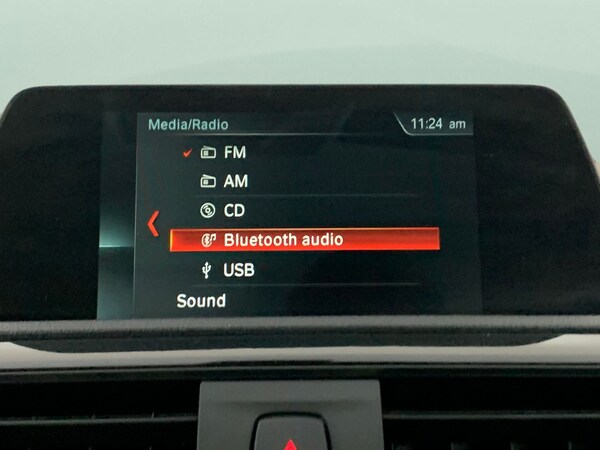 Media/Radio 11:24 am
FM
AM
CD
Bluetooth audio
USB
Sound